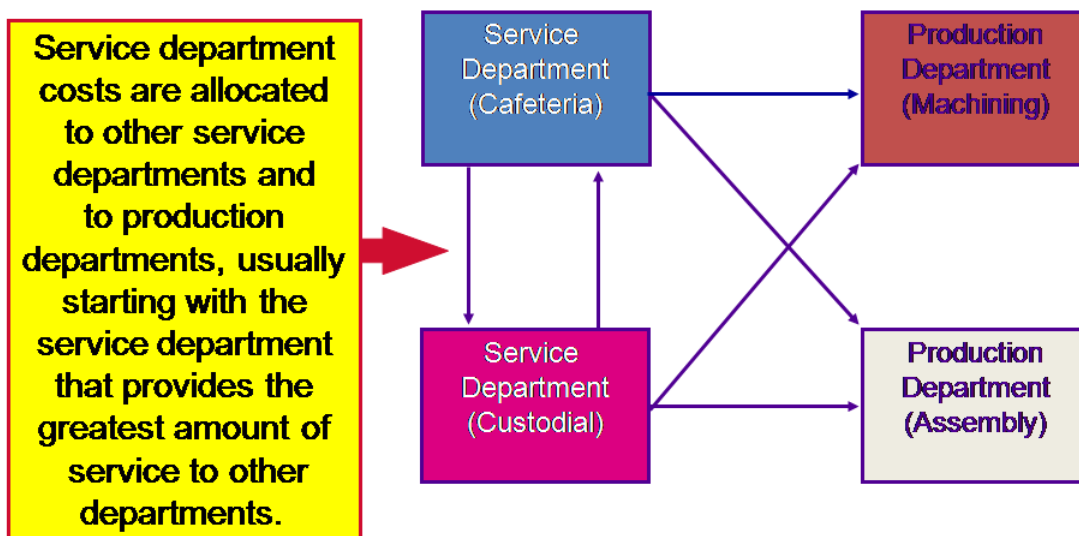 Service department
costs are allocated
to other service
departments and
to production
departments, usually
starting with the
service department
that provides the
greatest amount of
service to other
departments.
Service
Department
(Cafeteria)
Production
Department
(Machining)
Service
Department
(Custodial)
Production
Department
(Assembly)